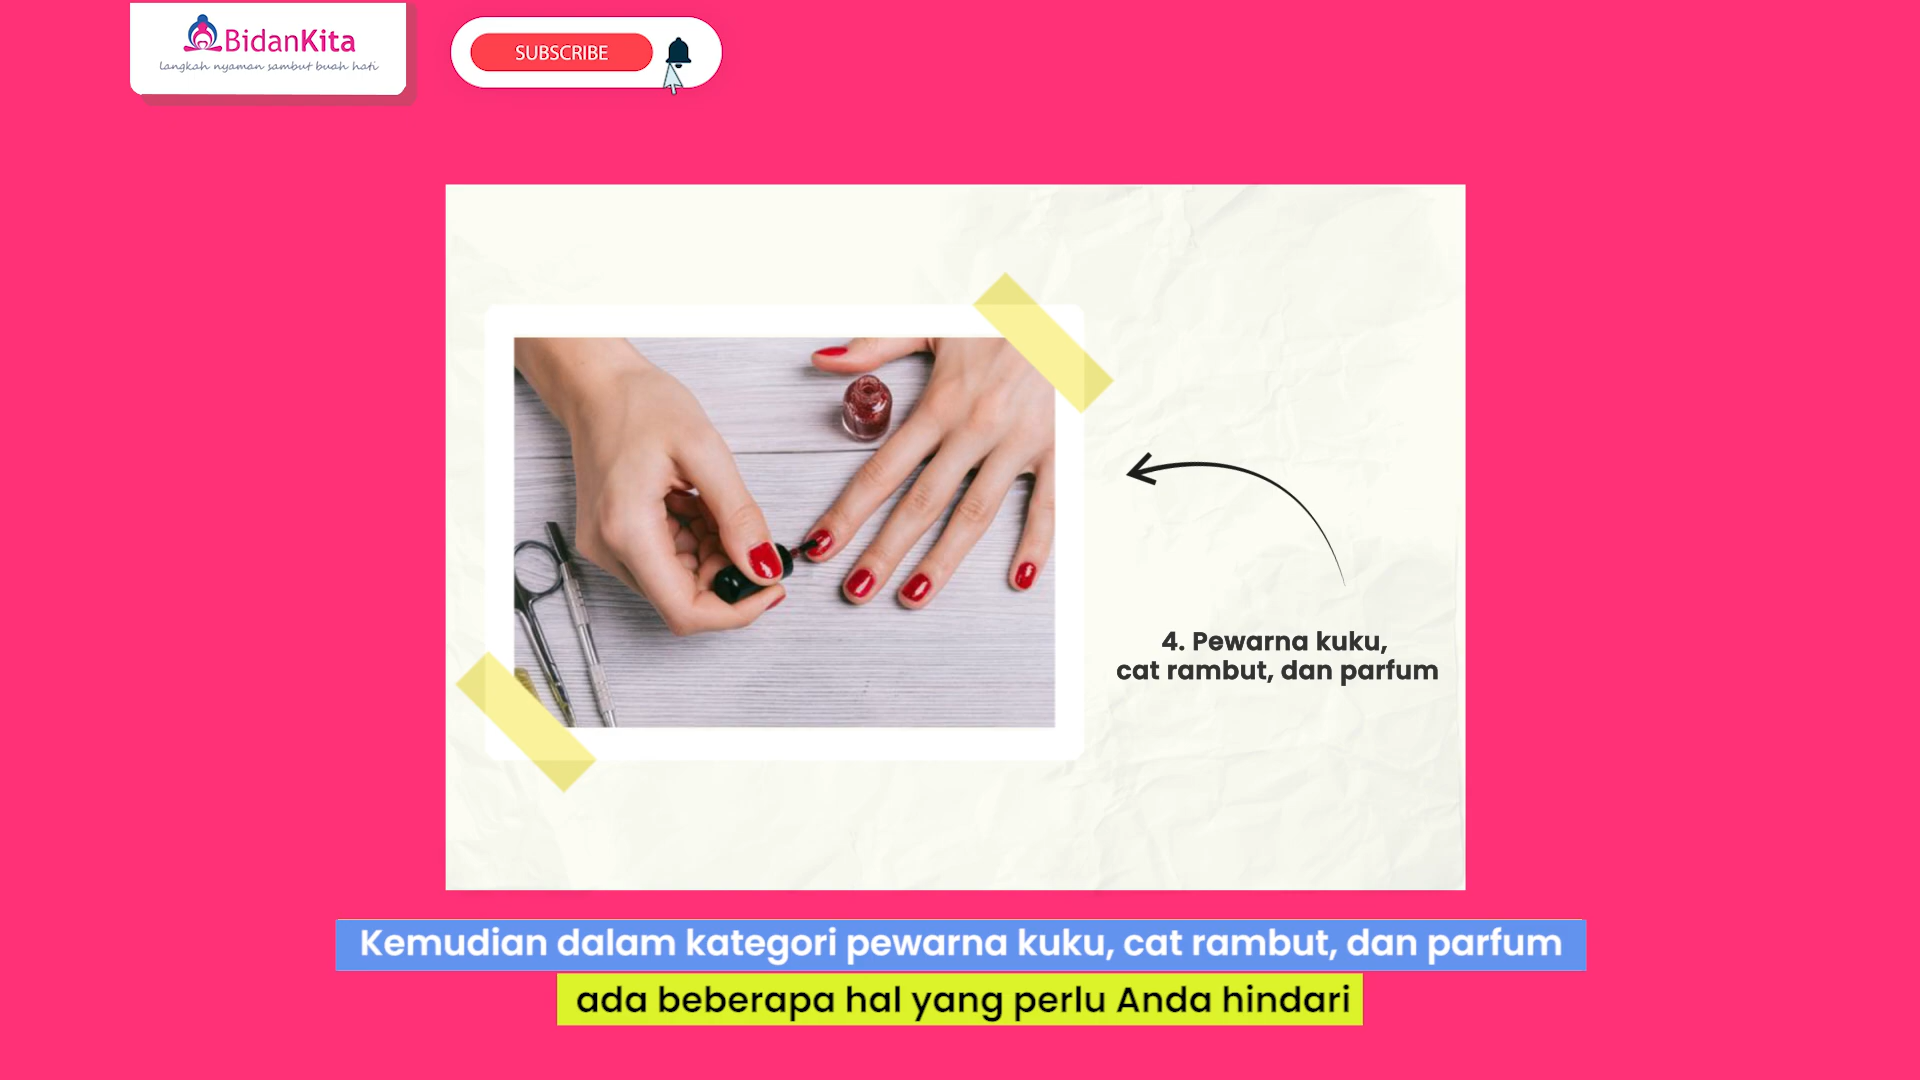 BidanKita
langkah nyaman sambut buah hati
SUBSCRIBE
4. Pewarna kuku,
cat rambut, dan parfum
Kemudian dalam kategori pewarna kuku, cat rambut, dan parfum
ada beberapa hal yang perlu Anda hindari